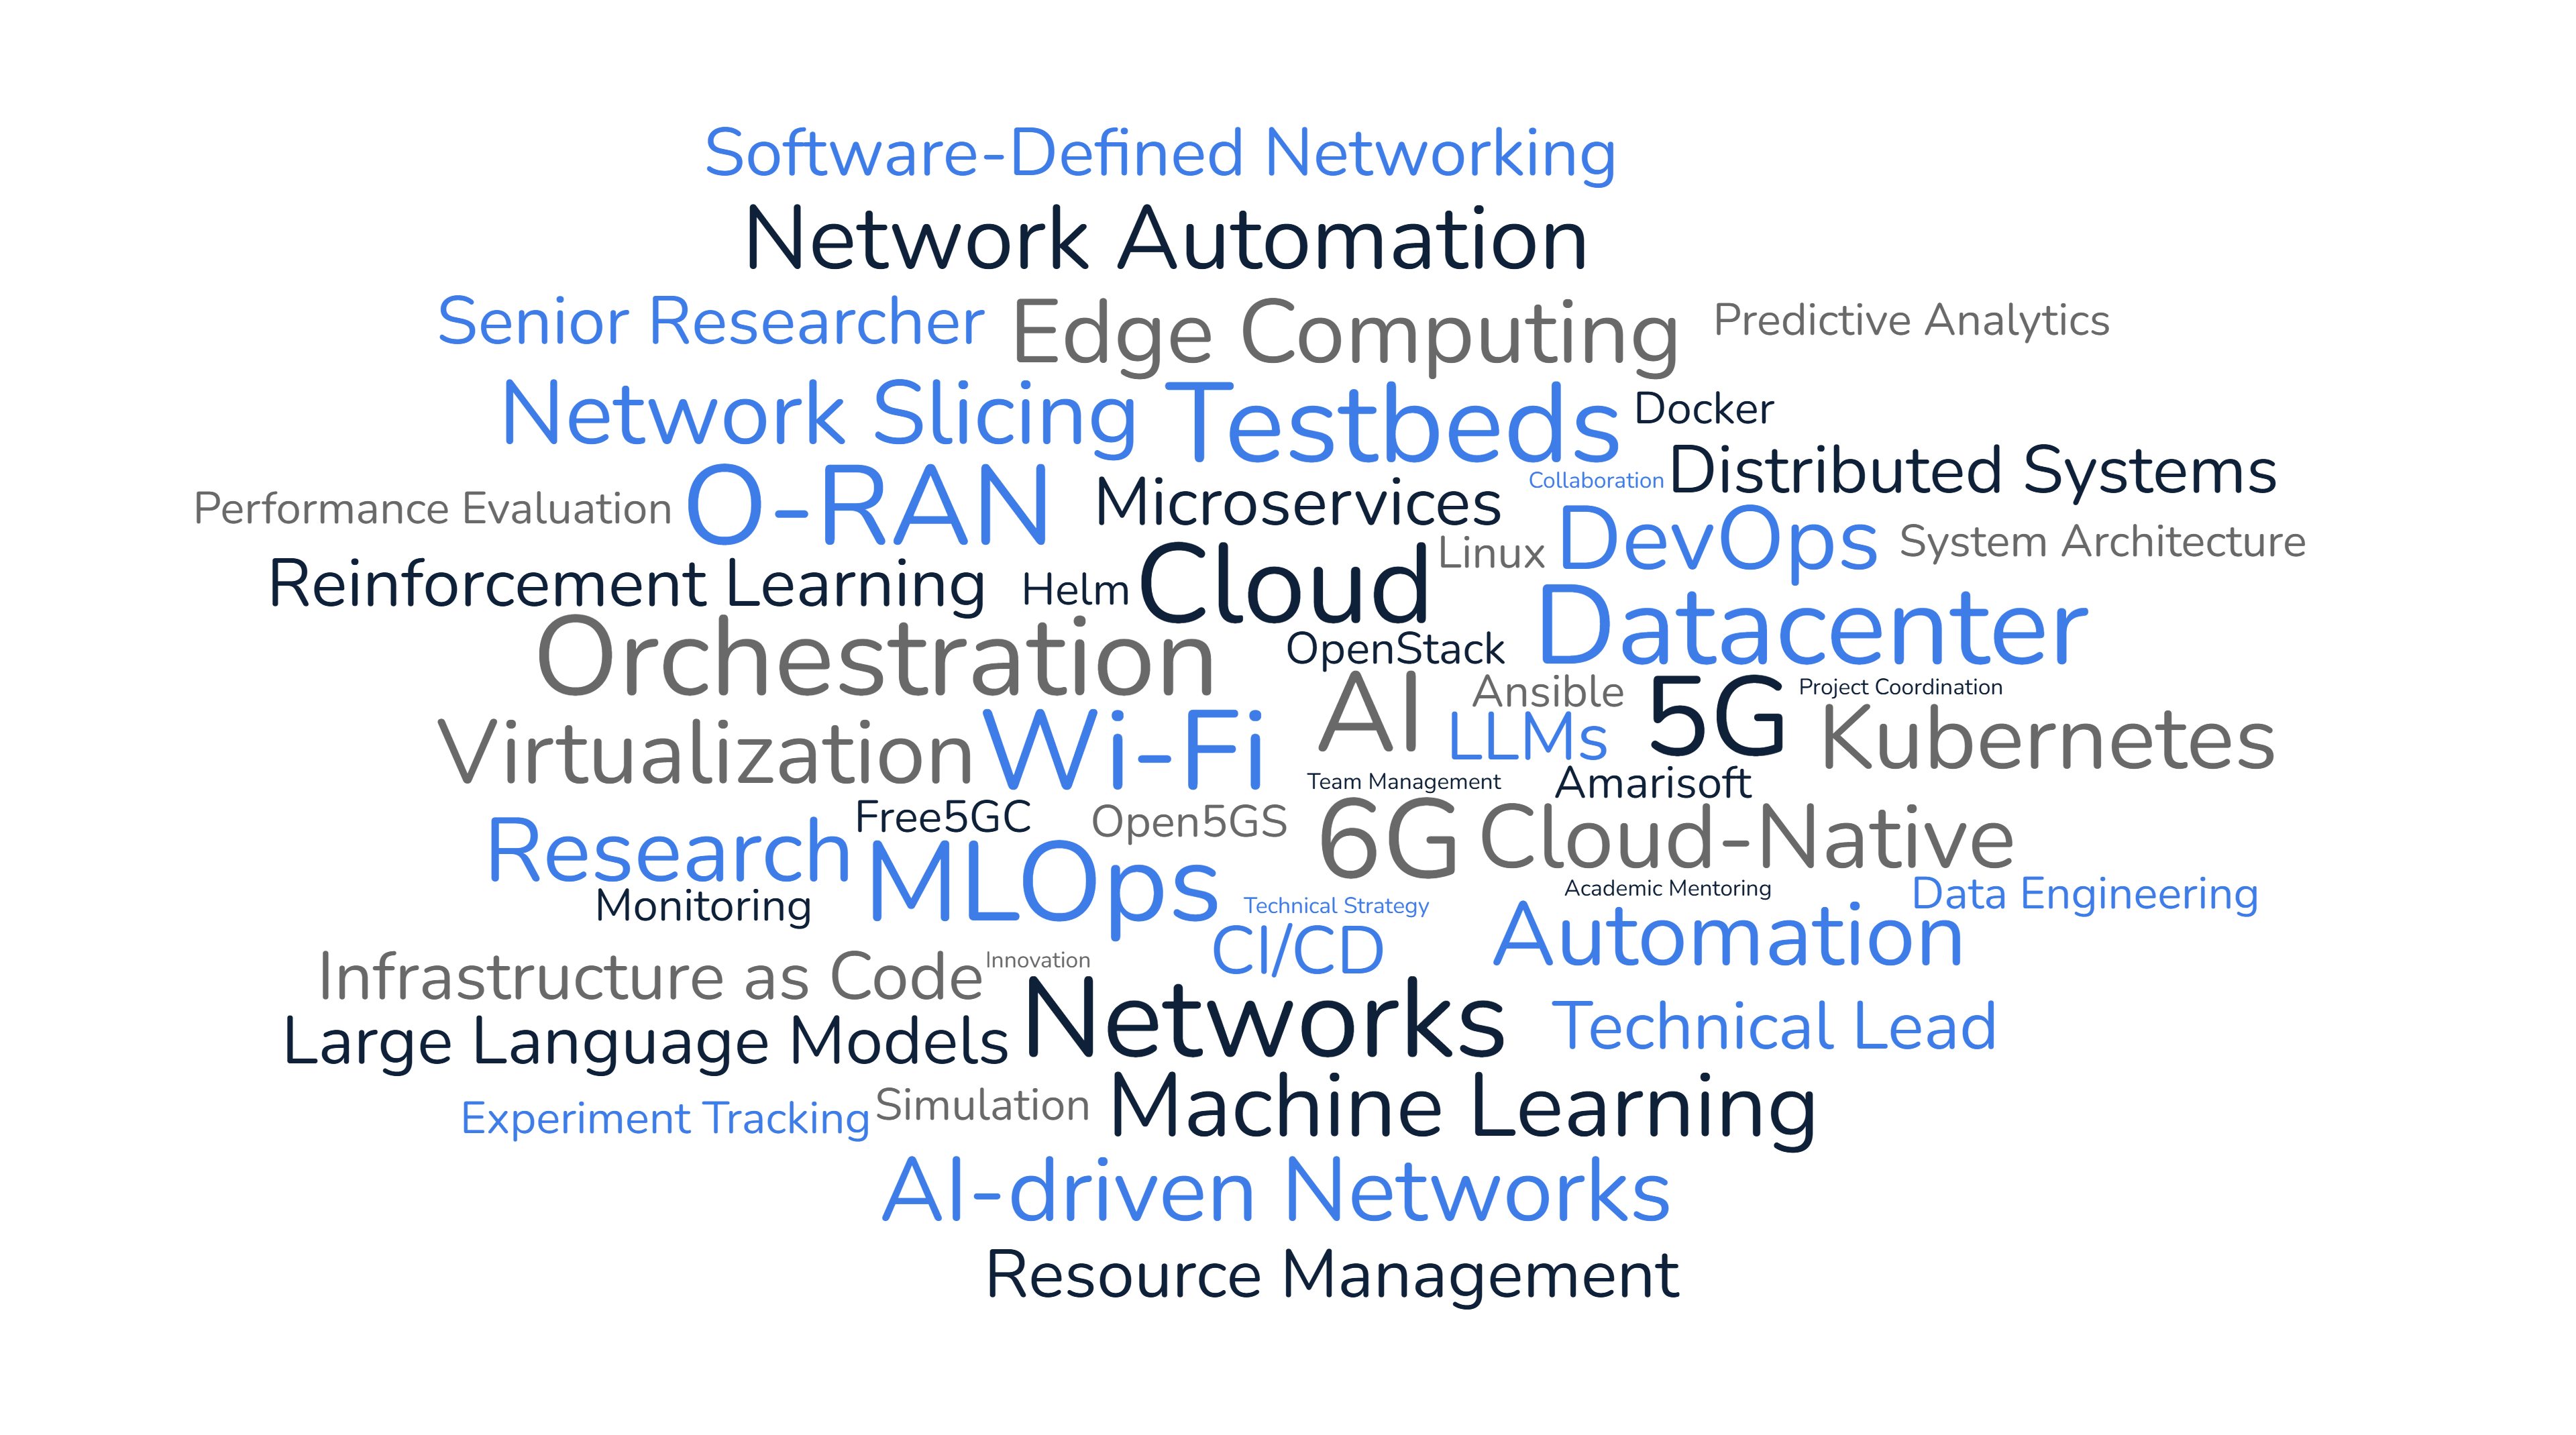 Software-Defined Networking
Network Automation
Senior Researcher
Edge Computing
Predictive Analytics
Network Slicing
Testbeds
Docker
Performance Evaluation
O-RAN
Microservices
Collaboration
Distributed Systems
Reinforcement Learning
Helm
Cloud
Linux
DevOps
System Architecture
Orchestration
OpenStack
Datacenter
Virtualization
Wi-Fi
AI
Ansible
LLMs
5G
Project Coordination
Kubernetes
Team Management
Amarisoft
Research
Free5GC
Open5GS
6G
Cloud-Native
Monitoring
MLOps
Technical Strategy
Academic Mentoring
Data Engineering
CI/CD
Automation
Infrastructure as Code
Innovation
Large Language Models
Networks
Technical Lead
Experiment Tracking
Simulation
Machine Learning
AI-driven Networks
Resource Management